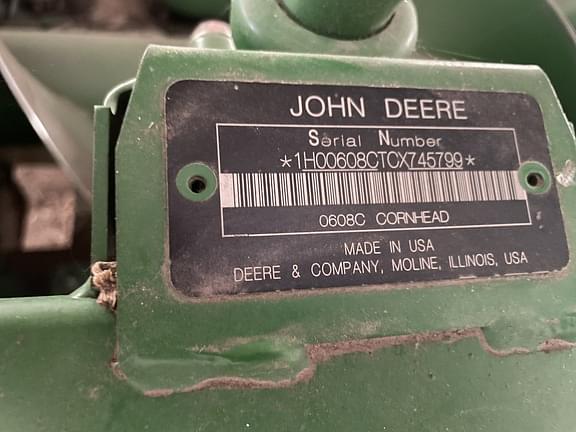 JOHN DEERE
Serial Number
*1H00608CTCX745799*
0608C CORNHEAD
MADE IN USA
DEERE & COMPANY, MOLINE, ILLINOIS, USA